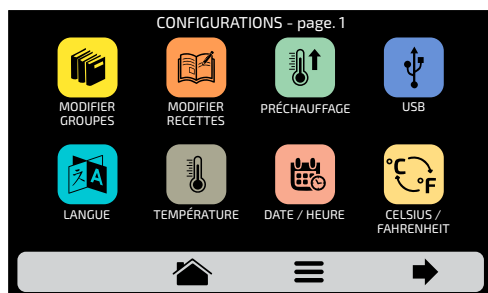 CONFIGURATIONS - page. 1
MODIFIER
GROUPES
MODIFIER
RECETTES
PRÉCHAUFFAGE
USB
LANGUE
TEMPÉRATURE
DATE / HEURE
°C
°F
CELSIUS /
FAHRENHEIT